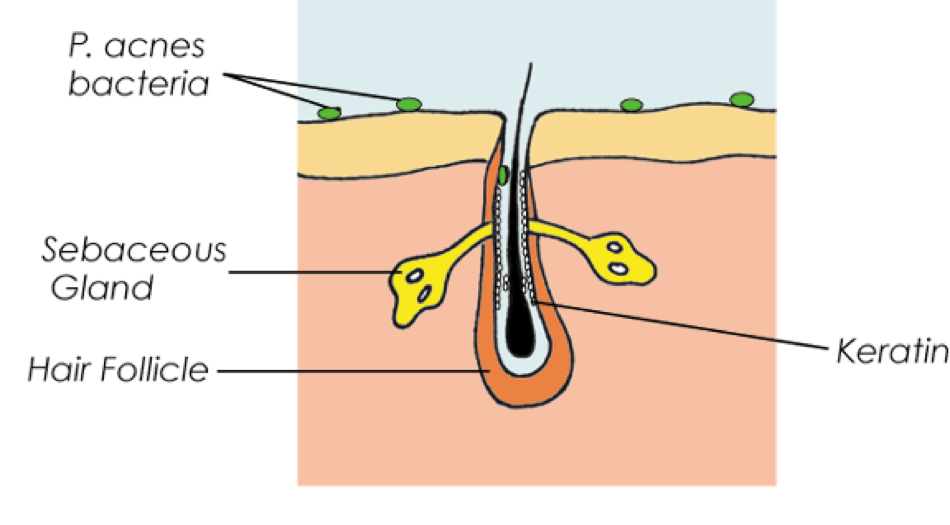 P. acnes
bacteria
Sebaceous
Gland
Hair Follicle
Keratin